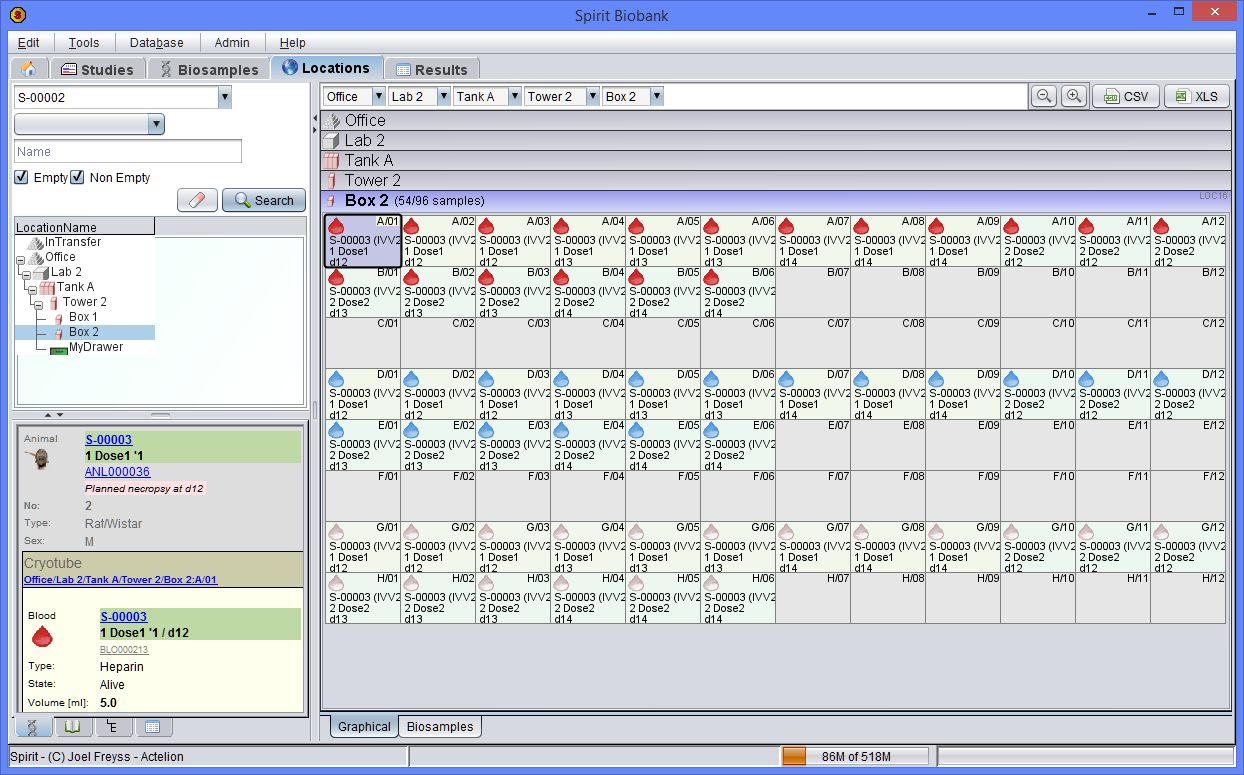 Spirit Biobank
Edit Tools Database Admin Help
Studies Biosamples Locations Results
S-00002
Name
Empty Non Empty
Search
LocationName
InTransfer
Office
Lab 2
Tank A
Tower 2
Box 1
Box 2
MyDrawer
Animal S-00003
1 Dose1 '1
ANL000036
Planned necropsy at d12
No: 2
Type: Rat/Wistar
Sex: M
Cryotube
Office/Lab 2/Tank A/Tower 2/Box 2:A/01
Blood S-00003
1 Dose1 '1 / d12
BLO000213
Type: Heparin
State: Alive
Volume [ml]: 5.0
Office Lab 2 Tank A Tower 2 Box 2 CSV XLS
Office
Lab 2
Tank A
Tower 2
Box 2 (54/96 samples) LOC16
A/01 A/02 A/03 A/04 A/05 A/06 A/07 A/08 A/09 A/10 A/11 A/12
S-00003 (IVV2 S-00003 (IVV2 S-00003 (IVV2 S-00003 (IVV2 S-00003 (IVV2 S-00003 (IVV2 S-00003 (IVV2 S-00003 (IVV2 S-00003 (IVV2 S-00003 (IVV2 S-00003 (IVV2 S-00003 (IVV2
1 Dose1 1 Dose1 1 Dose1 1 Dose1 1 Dose1 1 Dose1 1 Dose1 1 Dose1 1 Dose1 2 Dose2 2 Dose2 2 Dose2
d12 d12 d12 d13 d13 d13 d14 d14 d14 d12 d12 d12
B/01 B/02 B/03 B/04 B/05 B/06 B/07 B/08 B/09 B/10 B/11 B/12
S-00003 (IVV2 S-00003 (IVV2 S-00003 (IVV2 S-00003 (IVV2 S-00003 (IVV2 S-00003 (IVV2
2 Dose2 2 Dose2 2 Dose2 2 Dose2 2 Dose2 2 Dose2
d13 d13 d13 d14 d14 d14
C/01 C/02 C/03 C/04 C/05 C/06 C/07 C/08 C/09 C/10 C/11 C/12
D/01 D/02 D/03 D/04 D/05 D/06 D/07 D/08 D/09 D/10 D/11 D/12
S-00003 (IVV2 S-00003 (IVV2 S-00003 (IVV2 S-00003 (IVV2 S-00003 (IVV2 S-00003 (IVV2 S-00003 (IVV2 S-00003 (IVV2 S-00003 (IVV2 S-00003 (IVV2 S-00003 (IVV2 S-00003 (IVV2
1 Dose1 1 Dose1 1 Dose1 1 Dose1 1 Dose1 1 Dose1 1 Dose1 1 Dose1 1 Dose1 2 Dose2 2 Dose2 2 Dose2
d12 d12 d12 d13 d13 d13 d14 d14 d14 d12 d12 d12
E/01 E/02 E/03 E/04 E/05 E/06 E/07 E/08 E/09 E/10 E/11 E/12
S-00003 (IVV2 S-00003 (IVV2 S-00003 (IVV2 S-00003 (IVV2 S-00003 (IVV2 S-00003 (IVV2
2 Dose2 2 Dose2 2 Dose2 2 Dose2 2 Dose2 2 Dose2
d13 d13 d13 d14 d14 d14
F/01 F/02 F/03 F/04 F/05 F/06 F/07 F/08 F/09 F/10 F/11 F/12
G/01 G/02 G/03 G/04 G/05 G/06 G/07 G/08 G/09 G/10 G/11 G/12
S-00003 (IVV2 S-00003 (IVV2 S-00003 (IVV2 S-00003 (IVV2 S-00003 (IVV2 S-00003 (IVV2 S-00003 (IVV2 S-00003 (IVV2 S-00003 (IVV2 S-00003 (IVV2 S-00003 (IVV2 S-00003 (IVV2
1 Dose1 1 Dose1 1 Dose1 1 Dose1 1 Dose1 1 Dose1 1 Dose1 1 Dose1 1 Dose1 2 Dose2 2 Dose2 2 Dose2
d12 d12 d12 d13 d13 d13 d14 d14 d14 d12 d12 d12
H/01 H/02 H/03 H/04 H/05 H/06 H/07 H/08 H/09 H/10 H/11 H/12
S-00003 (IVV2 S-00003 (IVV2 S-00003 (IVV2 S-00003 (IVV2 S-00003 (IVV2 S-00003 (IVV2
2 Dose2 2 Dose2 2 Dose2 2 Dose2 2 Dose2 2 Dose2
d13 d13 d13 d14 d14 d14
Graphical Biosamples
Spirit - (C) Joel Freyss - Actelion 86M of 518M